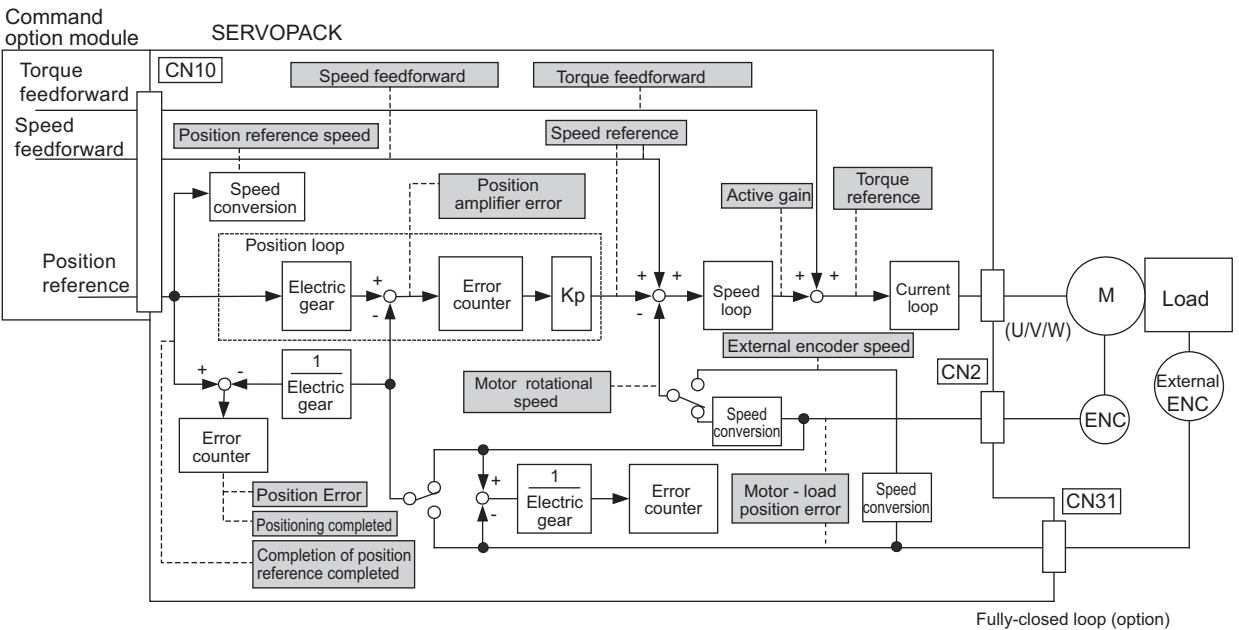 Command
option module
SERVOPACK
Torque
feedforward
CN10
Speed feedforward
Torque feedforward
Speed
feedforward
Position reference speed
Speed reference
Speed
conversion
Position
amplifier error
Active gain
Torque
reference
Position
reference
Position loop
Electric
gear
+
-
Error
counter
Kp
+
+
-
Speed
loop
+
+
Current
loop
M
Load
(U/V/W)
External encoder speed
+
-
1
Electric
gear
Motor rotational
speed
CN2
Speed
conversion
ENC
External
ENC
Error
counter
Position Error
Positioning completed
Completion of position
reference completed
+
-
1
Electric
gear
Error
counter
Motor - load
position error
Speed
conversion
CN31
Fully-closed loop (option)